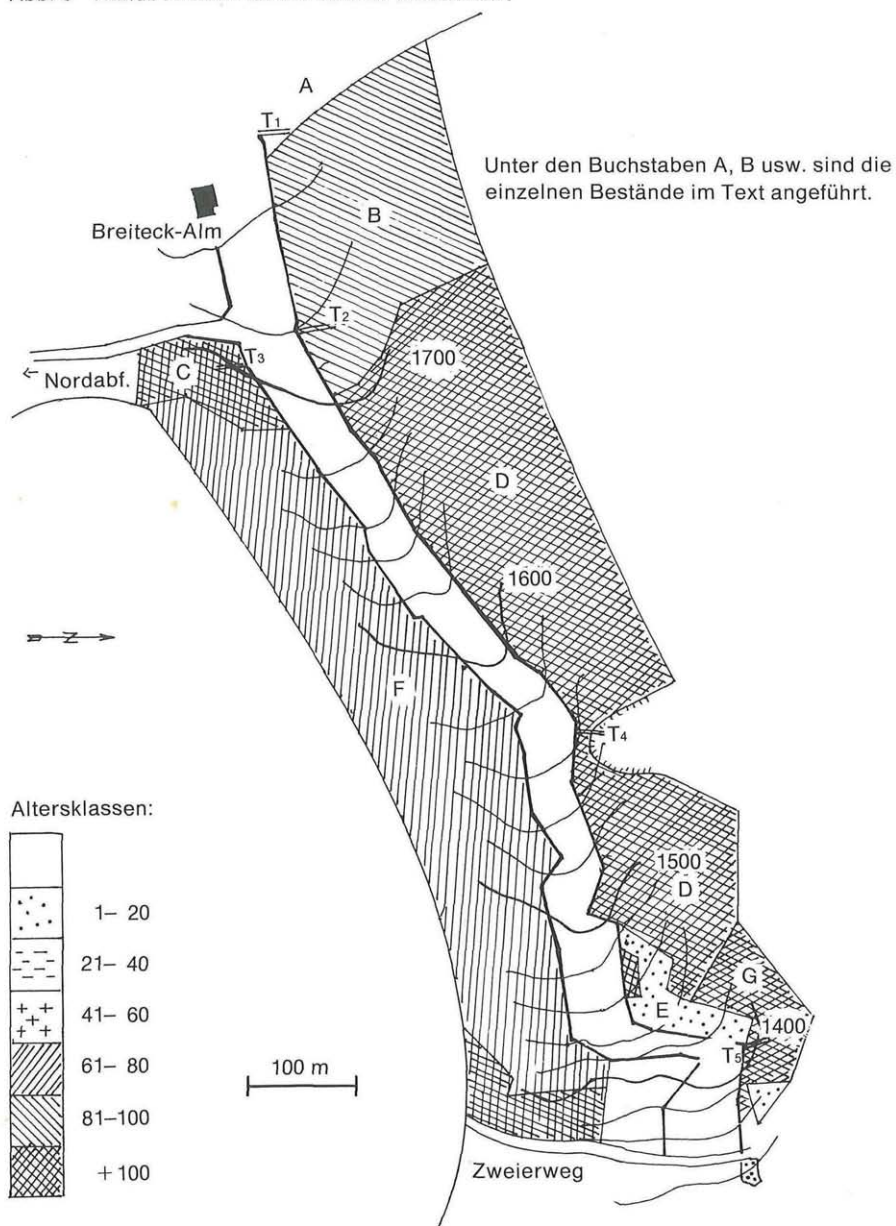 A
T1
Unter den Buchstaben A, B usw. sind die
einzelnen Bestände im Text angeführt.
B
Breiteck-Alm
T2
1700
T3
C
← Nordabf.
D
1600
N
F
T4
Altersklassen:
1– 20
21– 40
41– 60
61– 80
81–100
+100
1500
D
G
E
1400
T5
100 m
Zweierweg